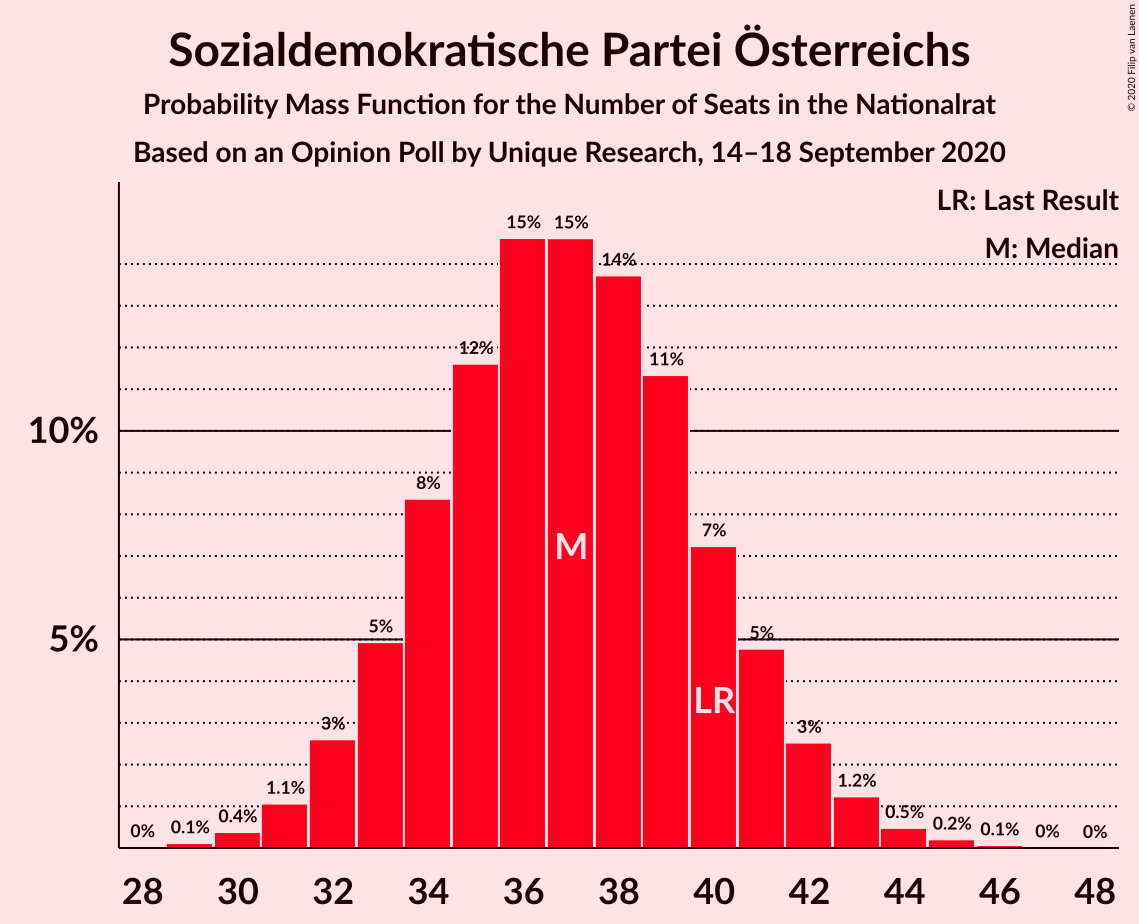 Sozialdemokratische Partei Österreichs
Probability Mass Function for the Number of Seats in the Nationalrat
Based on an Opinion Poll by Unique Research, 14–18 September 2020
© 2020 Filip van Laenen
LR: Last Result
M: Median
10%
5%
0%
0.1%
0.4%
1.1%
3%
5%
8%
12%
15%
15%
14%
11%
7%
5%
3%
1.2%
0.5%
0.2%
0.1%
0%
0%
M
LR
28 30 32 34 36 38 40 42 44 46 48